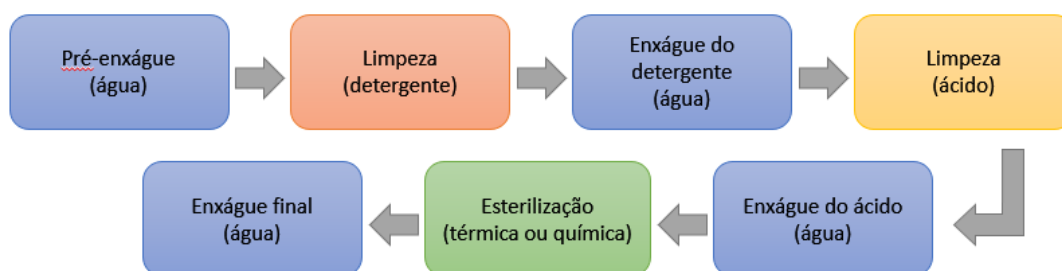 Pré-enxágue
(água)
Limpeza
(detergente)
Enxágue do
detergente
(água)
Limpeza
(ácido)
Enxágue do ácido
(água)
Esterilização
(térmica ou química)
Enxágue final
(água)